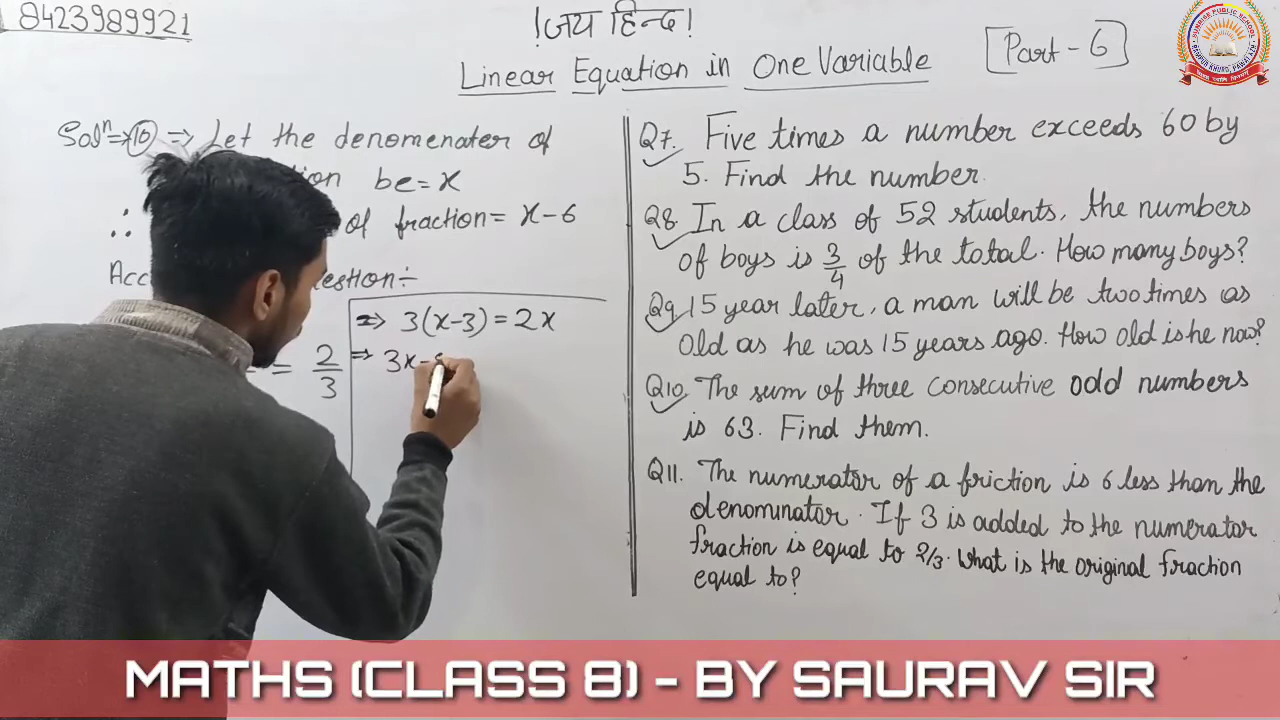 8423989921
!जय हिन्द!
Linear Equation in One Variable
[Part-6]
SUNRISE PUBLIC SCHOOL
Solⁿ⇒ 10 ⇒ Let the denomenater of
be = x
∴ of fraction = x-6
÷
= 2/3
⇒ 3(x-3) = 2x
⇒ 3x-
Q7. Five times a number exceeds 60 by
5. Find the number.
Q8. In a class of 52 students, the numbers
of boys is 3/4 of the total. How many boys?
Q9. 15 year later, a man will be two times as
old as he was 15 years ago. How old is he now?
Q10. The sum of three consecutive odd numbers
is 63. Find them.
Q11. The numerator of a friction is 6 less than the
denominator. If 3 is added to the numerator
fraction is equal to 2/3. What is the original fraction
equal to?
MATHS (CLASS 8) - BY SAURAV SIR